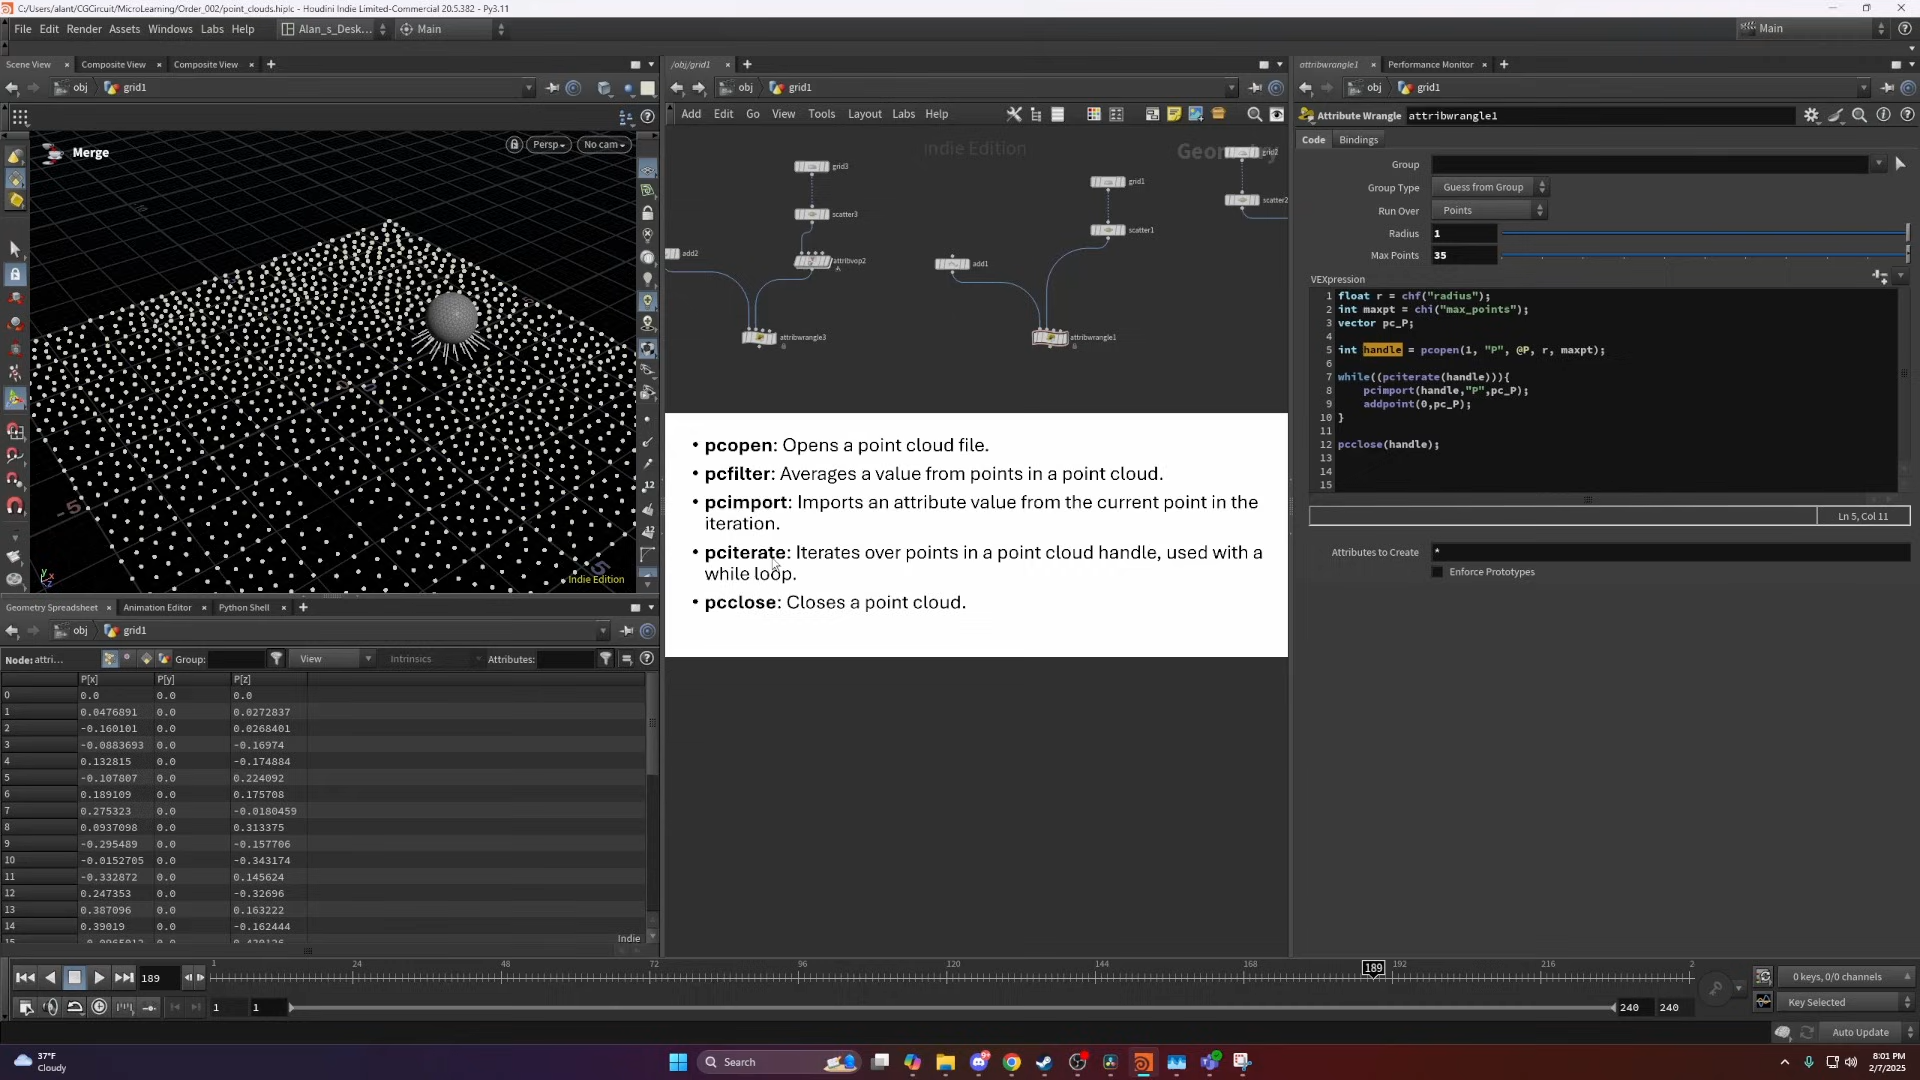 C:/Users/alant/CGCircuit/MicroLearning/Order_002/point_clouds.hiplc - Houdini Indie Limited-Commercial 20.5.382 - Py3.11
File Edit Render Assets Windows Labs Help
Alan_s_Desk...
Main
Main
Scene View
Composite View
Composite View
obj
grid1
Merge
Persp
No cam
Indie Edition
Geometry Spreadsheet
Animation Editor
Python Shell
obj
grid1
Node: attri...
Group:
View
Intrinsics
Attributes:
P[x] P[y] P[z]
0 0.0 0.0 0.0
1 0.0476891 0.0 0.0272837
2 -0.160101 0.0 0.0268401
3 -0.0883693 0.0 -0.16974
4 0.132815 0.0 -0.174884
5 -0.107807 0.0 0.224092
6 0.189109 0.0 0.175708
7 0.275323 0.0 -0.0180459
8 0.0937098 0.0 0.313375
9 -0.295489 0.0 -0.157706
10 -0.0152705 0.0 -0.343174
11 -0.332872 0.0 0.145624
12 0.247353 0.0 -0.32696
13 0.387096 0.0 0.163222
14 0.39019 0.0 -0.162444
Indie
/obj/grid1
obj
grid1
Add Edit Go View Tools Layout Labs Help
Indie Edition
grid3
scatter3
attribvop2
add2
attribwrangle3
grid1
scatter1
add1
attribwrangle1
grid2
scatter2
• pcopen: Opens a point cloud file.
• pcfilter: Averages a value from points in a point cloud.
• pcimport: Imports an attribute value from the current point in the
iteration.
• pciterate: Iterates over points in a point cloud handle, used with a
while loop.
• pcclose: Closes a point cloud.
attribwrangle1
Performance Monitor
obj
grid1
Attribute Wrangle attribwrangle1
Code Bindings
Group
Group Type Guess from Group
Run Over Points
Radius 1
Max Points 35
VEXpression
1 float r = chf("radius");
2 int maxpt = chi("max_points");
3 vector pc_P;
4
5 int handle = pcopen(1, "P", @P, r, maxpt);
6
7 while((pciterate(handle))){
8 pcimport(handle,"P",pc_P);
9 addpoint(0,pc_P);
10 }
11
12 pcclose(handle);
13
14
15
Ln 5, Col 11
Attributes to Create *
Enforce Prototypes
189
1 24 48 72 96 120 144 168 189 192 216 2
1 1 240 240
0 keys, 0/0 channels
Key Selected
Auto Update
37°F
Cloudy
Search
8:01 PM
2/7/2025